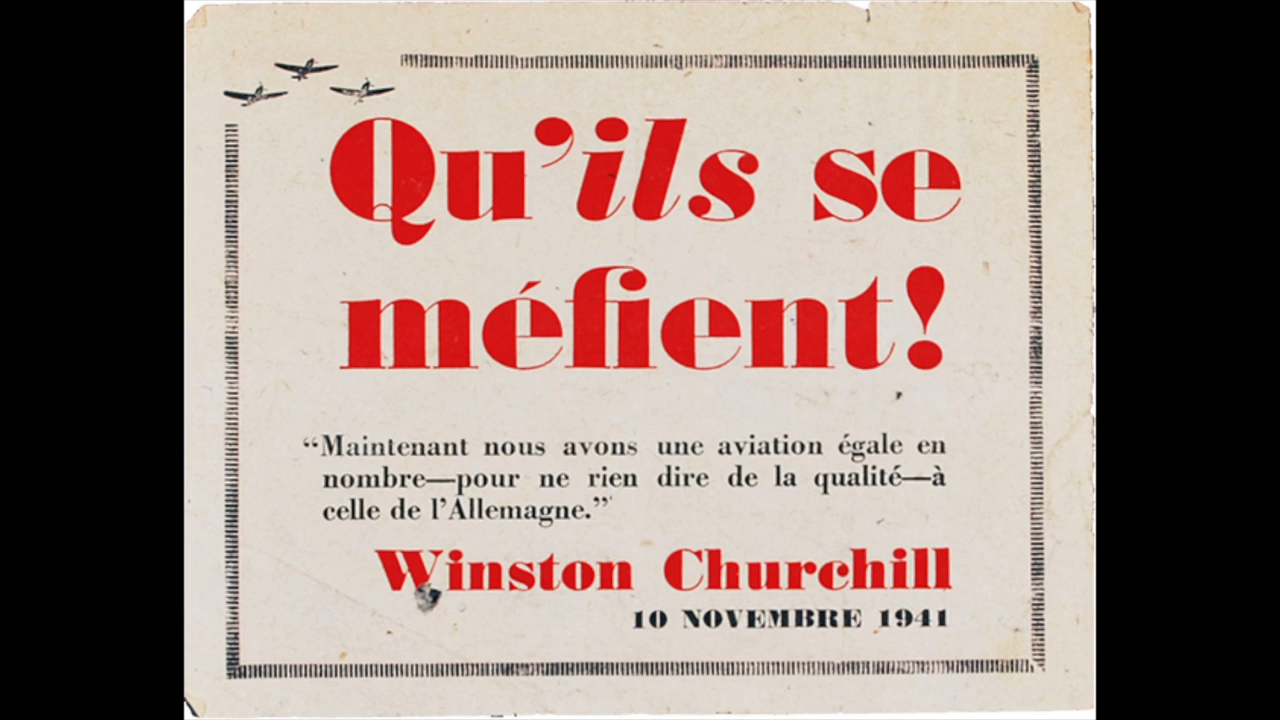 Qu'ils se
méfient!
“Maintenant nous avons une aviation égale en
nombre—pour ne rien dire de la qualité—à
celle de l'Allemagne.”
Winston Churchill
10 NOVEMBRE 1941